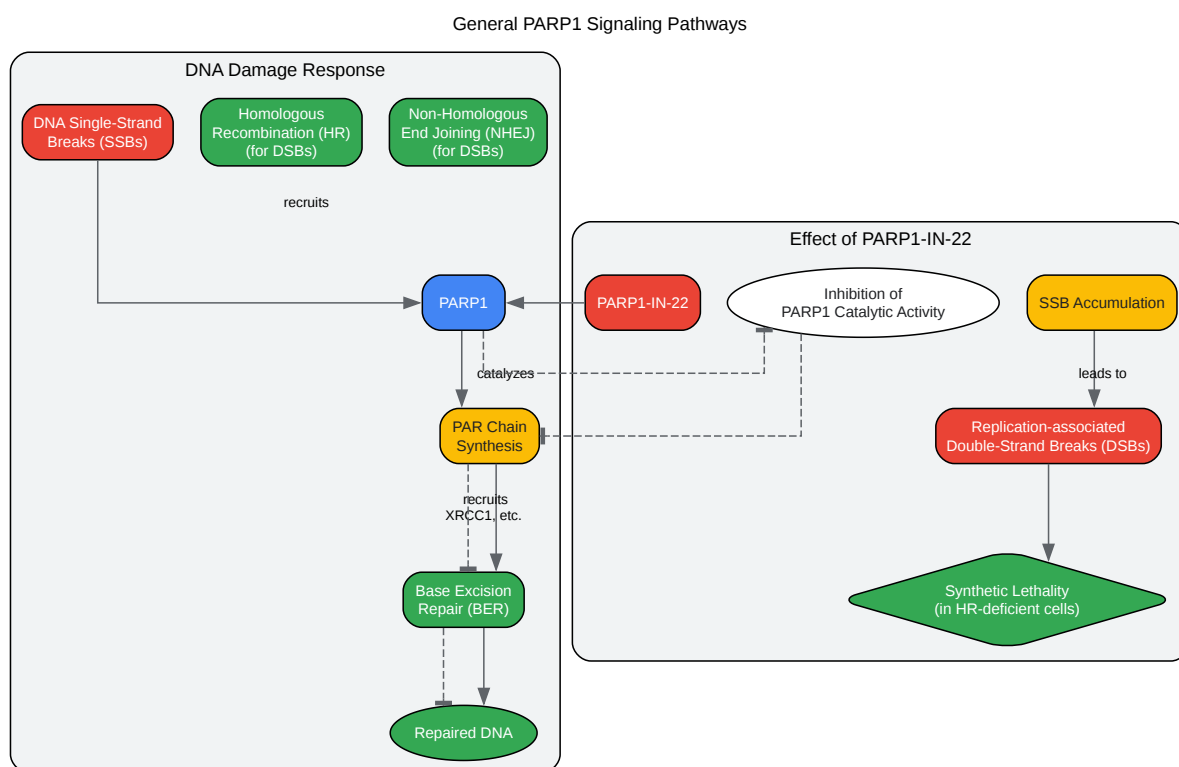 General PARP1 Signaling Pathways
DNA Damage Response
DNA Single-Strand
Breaks (SSBs)
Homologous
Recombination (HR)
(for DSBs)
Non-Homologous
End Joining (NHEJ)
(for DSBs)
recruits
PARP1
catalyzes
PAR Chain
Synthesis
recruits
XRCC1, etc.
Base Excision
Repair (BER)
Repaired DNA
Effect of PARP1-IN-22
PARP1-IN-22
Inhibition of
PARP1 Catalytic Activity
SSB Accumulation
leads to
Replication-associated
Double-Strand Breaks (DSBs)
Synthetic Lethality
(in HR-deficient cells)